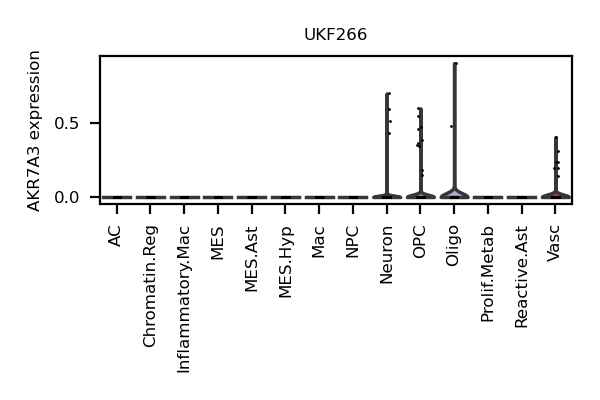 UKF266
AKR7A3 expression
0.5
0.0
AC
Chromatin.Reg
Inflammatory.Mac
MES
MES.Ast
MES.Hyp
Mac
NPC
Neuron
OPC
Oligo
Prolif.Metab
Reactive.Ast
Vasc